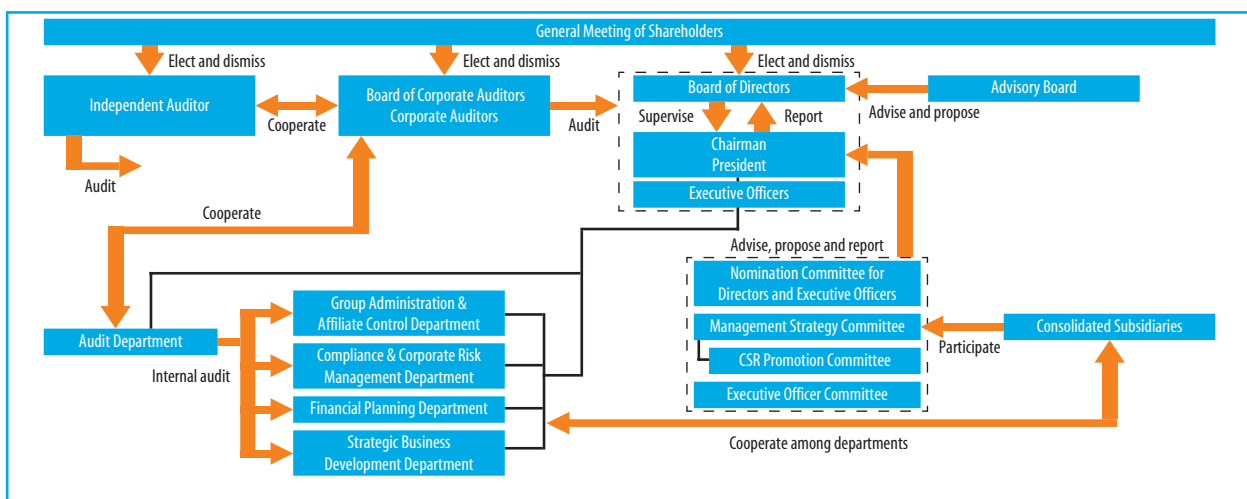 General Meeting of Shareholders
Elect and dismiss
Elect and dismiss
Elect and dismiss
Independent Auditor
Cooperate
Board of Corporate Auditors
Corporate Auditors
Audit
Board of Directors
Advisory Board
Advise and propose
Supervise
Report
Chairman
President
Executive Officers
Audit
Cooperate
Advise, propose and report
Nomination Committee for
Directors and Executive Officers
Management Strategy Committee
CSR Promotion Committee
Executive Officer Committee
Consolidated Subsidiaries
Participate
Audit Department
Internal audit
Group Administration &
Affiliate Control Department
Compliance & Corporate Risk
Management Department
Financial Planning Department
Strategic Business
Development Department
Cooperate among departments